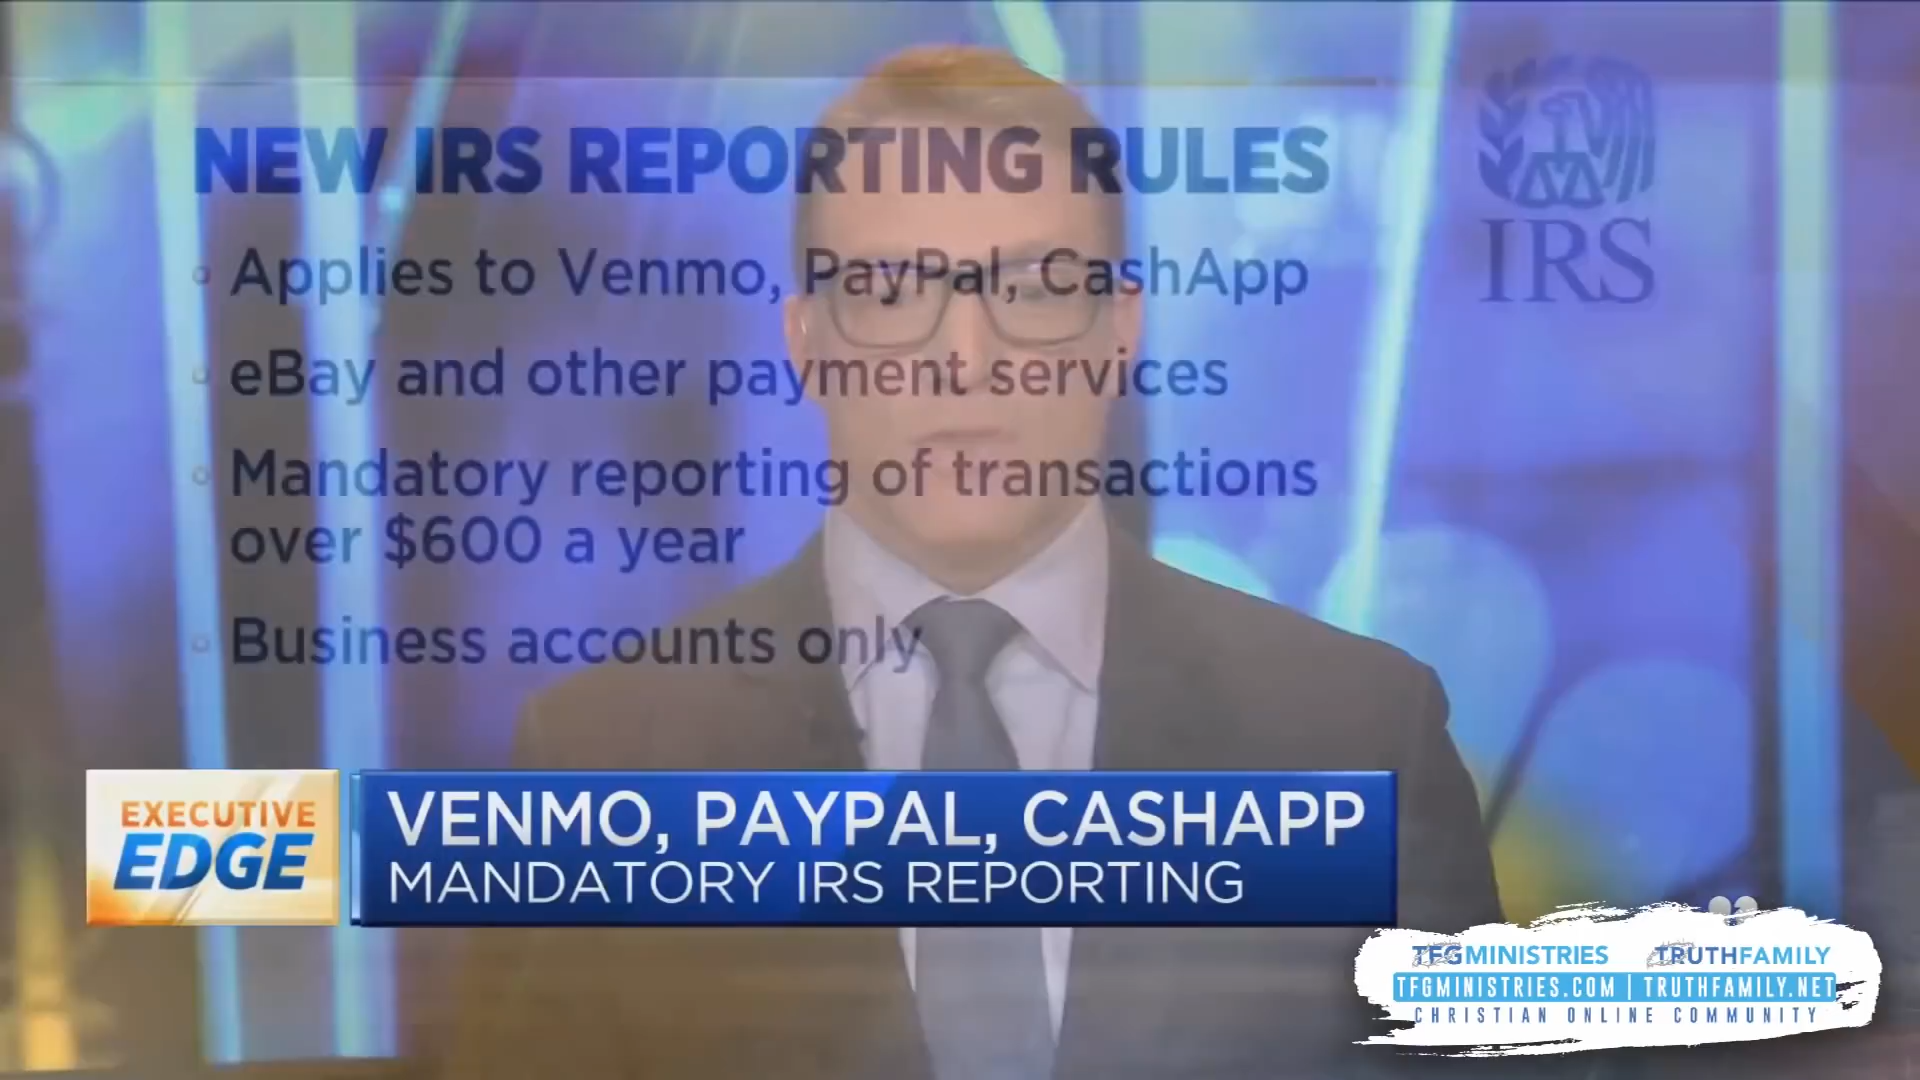 NEW IRS REPORTING RULES
IRS
Applies to Venmo, PayPal, CashApp
eBay and other payment services
Mandatory reporting of transactions
over $600 a year
Business accounts only
EXECUTIVE
EDGE
VENMO, PAYPAL, CASHAPP
MANDATORY IRS REPORTING
TFGMINISTRIES TRUTHFAMILY
TFGMINISTRIES.COM | TRUTHFAMILY.NET
CHRISTIAN ONLINE COMMUNITY